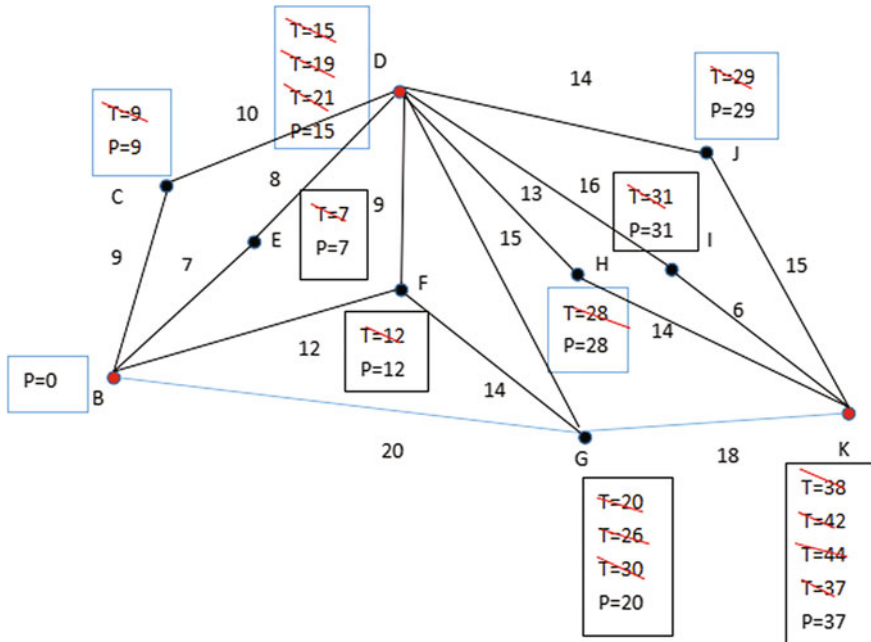 T=15
T=19
D
T=21
P=15
14
T=29
P=29
T=9
P=9
10
J
C
8
T=7
P=7
9
13
16
T=31
P=31
I
15
E
9
7
F
H
15
T=28
P=28
6
12
T=12
P=12
14
14
P=0
B
20
G
18
K
T=20
T=26
T=30
P=20
T=38
T=42
T=44
T=37
P=37